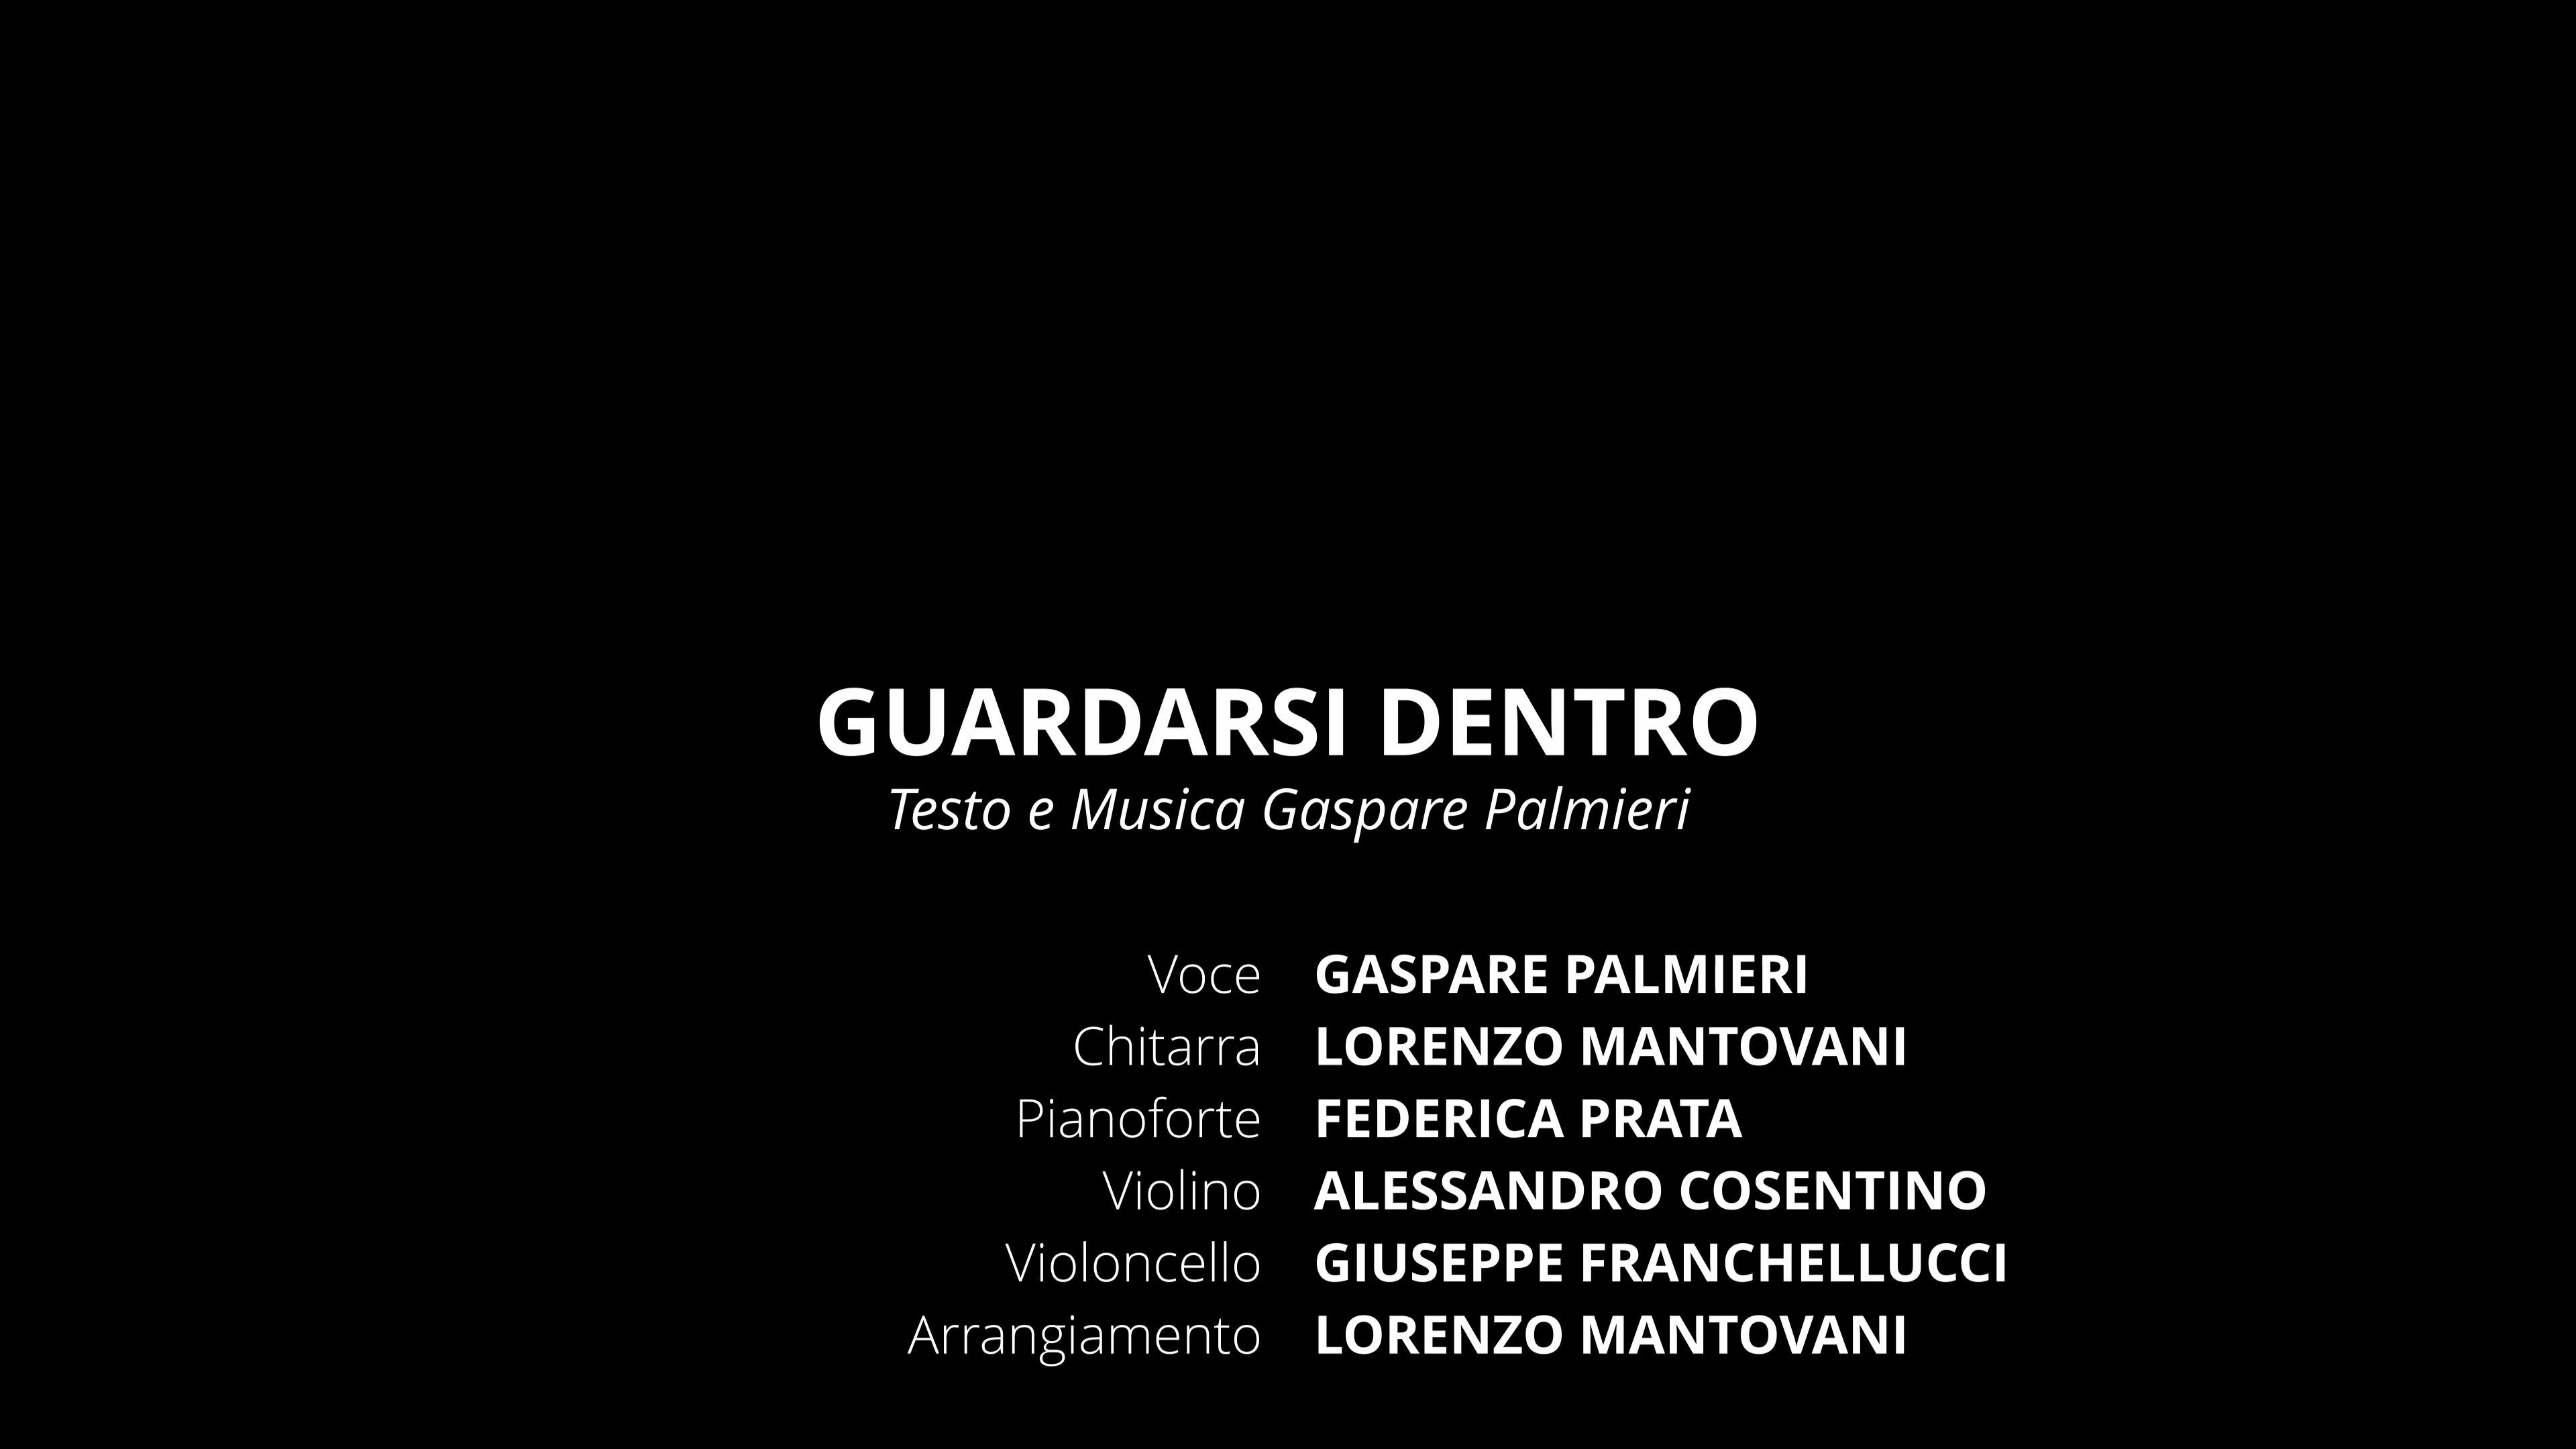 GUARDARSI DENTRO
Testo e Musica Gaspare Palmieri
Voce GASPARE PALMIERI
Chitarra LORENZO MANTOVANI
Pianoforte FEDERICA PRATA
Violino ALESSANDRO COSENTINO
Violoncello GIUSEPPE FRANCHELLUCCI
Arrangiamento LORENZO MANTOVANI